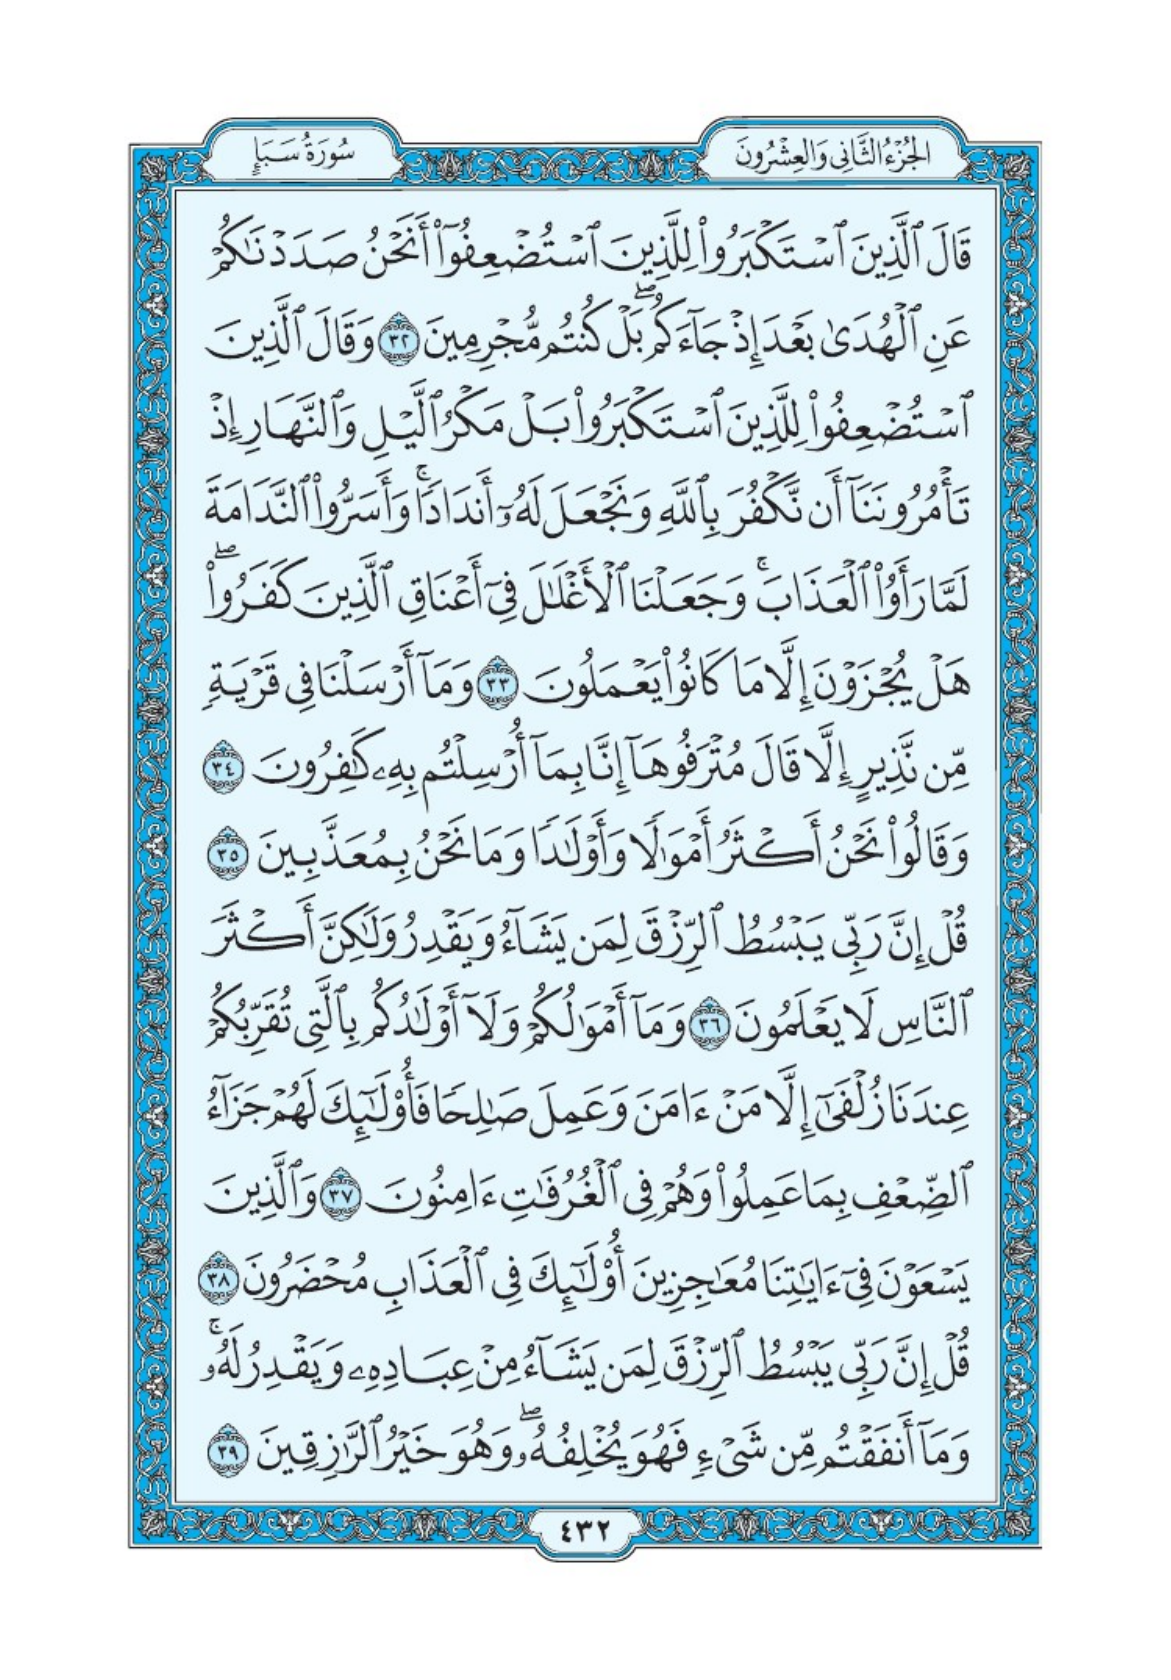 الجُزْءُ الثَّانِي وَالعِشْرُونَ
سُورَةُ سَبَإٍ
قَالَ ٱلَّذِينَ ٱسۡتَكۡبَرُواْ لِلَّذِينَ ٱسۡتُضۡعِفُوٓاْ أَنَحۡنُ صَدَدۡنَٰكُمۡ
عَنِ ٱلۡهُدَىٰ بَعۡدَ إِذۡ جَآءَكُمۖ بَلۡ كُنتُم مُّجۡرِمِينَ ٣٢ وَقَالَ ٱلَّذِينَ
ٱسۡتُضۡعِفُواْ لِلَّذِينَ ٱسۡتَكۡبَرُواْ بَلۡ مَكۡرُ ٱلَّيۡلِ وَٱلنَّهَارِ إِذۡ
تَأۡمُرُونَنَآ أَن نَّكۡفُرَ بِٱللَّهِ وَنَجۡعَلَ لَهُۥٓ أَندَادٗاۚ وَأَسَرُّواْ ٱلنَّدَامَةَ
لَمَّا رَأَوُاْ ٱلۡعَذَابَۚ وَجَعَلۡنَا ٱلۡأَغۡلَٰلَ فِيٓ أَعۡنَاقِ ٱلَّذِينَ كَفَرُواْۖ
هَلۡ يُجۡزَوۡنَ إِلَّا مَا كَانُواْ يَعۡمَلُونَ ٣٣ وَمَآ أَرۡسَلۡنَا فِي قَرۡيَةٖ
مِّن نَّذِيرٍ إِلَّا قَالَ مُتۡرَفُوهَآ إِنَّا بِمَآ أُرۡسِلۡتُم بِهِۦ كَٰفِرُونَ ٣٤
وَقَالُواْ نَحۡنُ أَكۡثَرُ أَمۡوَٰلٗا وَأَوۡلَٰدٗا وَمَا نَحۡنُ بِمُعَذَّبِينَ ٣٥
قُلۡ إِنَّ رَبِّي يَبۡسُطُ ٱلرِّزۡقَ لِمَن يَشَآءُ وَيَقۡدِرُ وَلَٰكِنَّ أَكۡثَرَ
ٱلنَّاسِ لَا يَعۡلَمُونَ ٣٦ وَمَآ أَمۡوَٰلُكُمۡ وَلَآ أَوۡلَٰدُكُم بِٱلَّتِي تُقَرِّبُكُمۡ
عِندَنَا زُلۡفَىٰٓ إِلَّا مَنۡ ءَامَنَ وَعَمِلَ صَٰلِحٗا فَأُوْلَٰٓئِكَ لَهُمۡ جَزَآءُ
ٱلضِّعۡفِ بِمَا عَمِلُواْ وَهُمۡ فِي ٱلۡغُرُفَٰتِ ءَامِنُونَ ٣٧ وَٱلَّذِينَ
يَسۡعَوۡنَ فِيٓ ءَايَٰتِنَا مُعَٰجِزِينَ أُوْلَٰٓئِكَ فِي ٱلۡعَذَابِ مُحۡضَرُونَ ٣٨
قُلۡ إِنَّ رَبِّي يَبۡسُطُ ٱلرِّزۡقَ لِمَن يَشَآءُ مِنۡ عِبَادِهِۦ وَيَقۡدِرُ لَهُۥۚ
وَمَآ أَنفَقۡتُم مِّن شَيۡءٖ فَهُوَ يُخۡلِفُهُۥۖ وَهُوَ خَيۡرُ ٱلرَّٰزِقِينَ ٣٩
٤٣٢